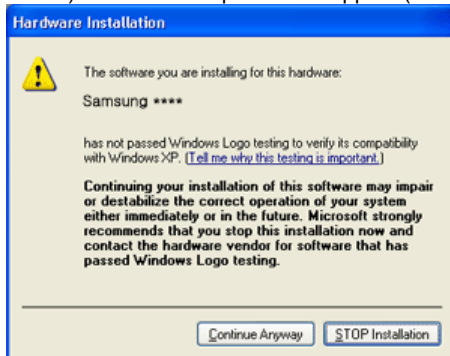 Hardware Installation
The software you are installing for this hardware:
Samsung ****
has not passed Windows Logo testing to verify its compatibility
with Windows XP. (Tell me why this testing is important.)
Continuing your installation of this software may impair
or destabilize the correct operation of your system
either immediately or in the future. Microsoft strongly
recommends that you stop this installation now and
contact the hardware vendor for software that has
passed Windows Logo testing.
Continue Anyway STOP Installation